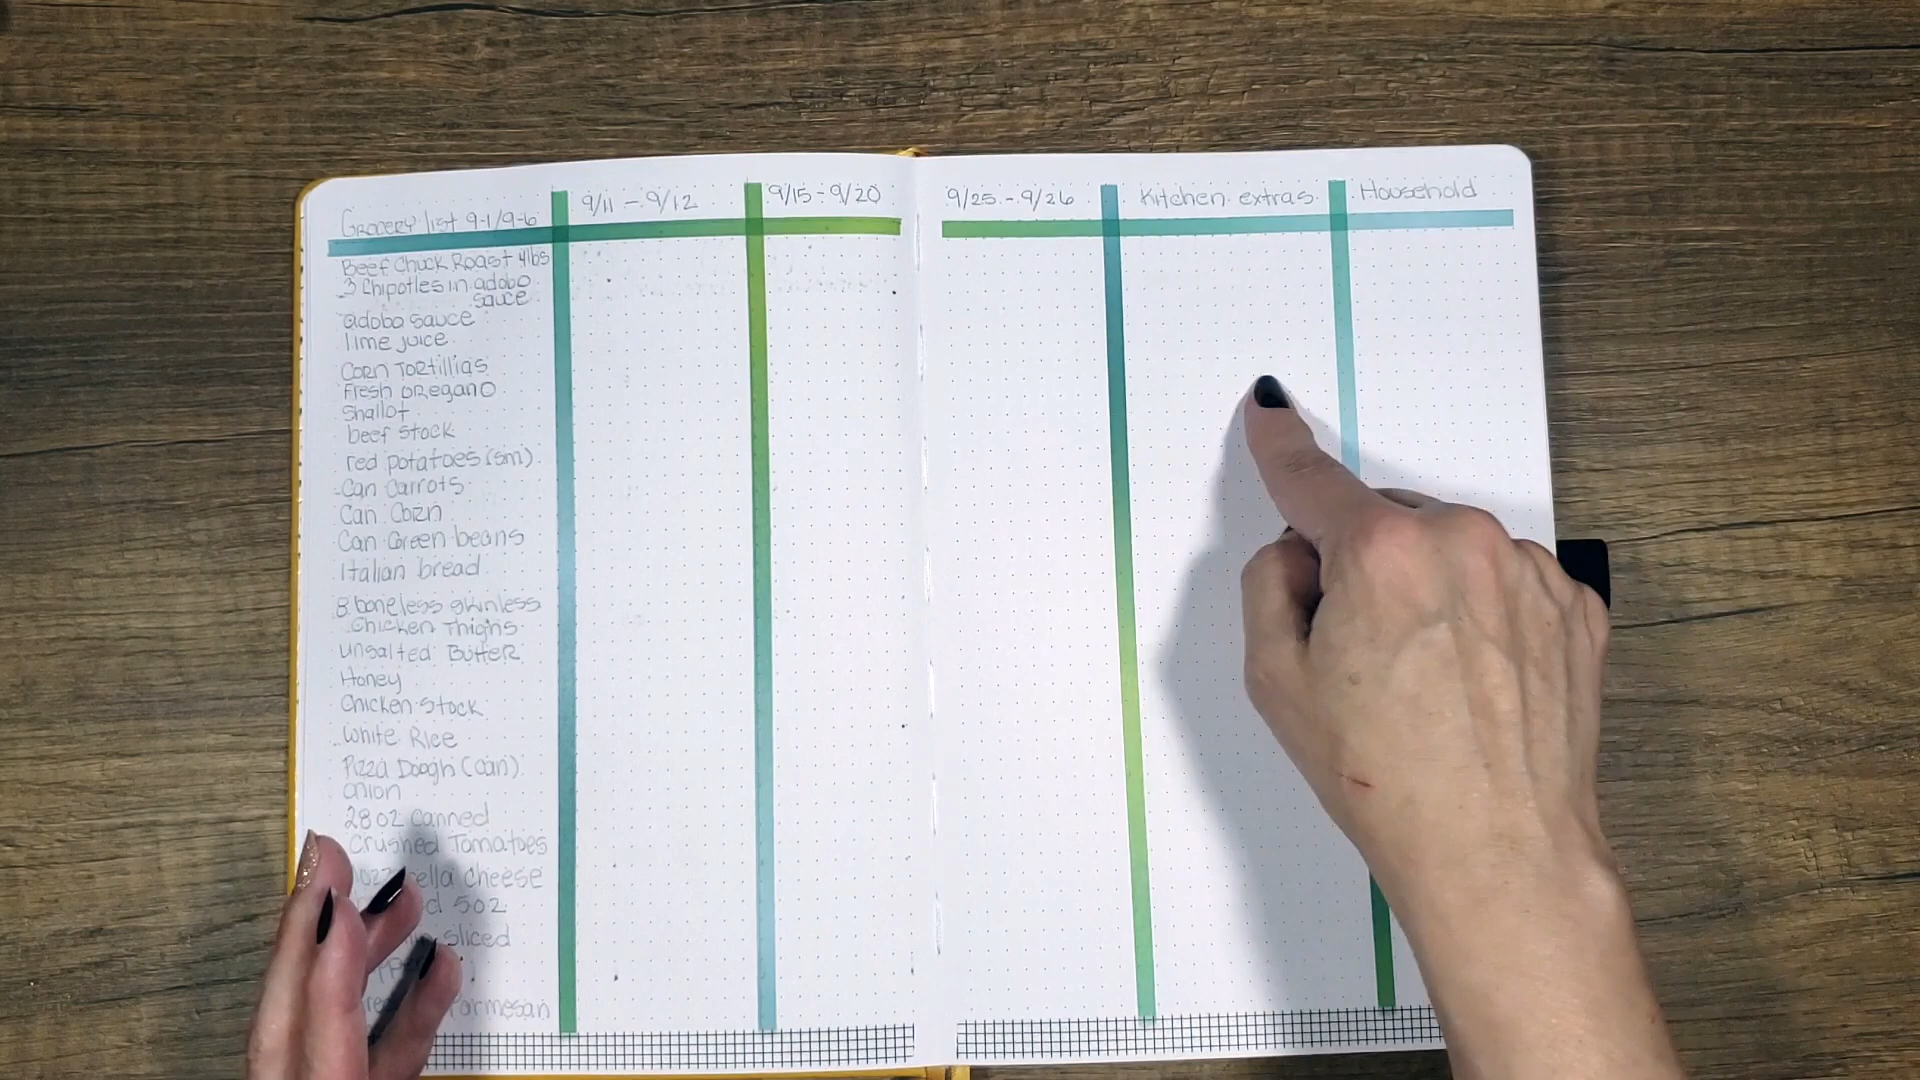 Grocery list 9-1/9-6
Beef Chuck Roast 4lbs
3 Chipotles in adobo
sauce
adobo sauce
lime juice
Corn Tortillias
Fresh oregano
Shallot
beef stock
red potatoes (sm)
Can Carrots
Can Corn
Can Green beans
Italian bread
8 boneless skinless
Chicken Thighs
unsalted Butter
Honey
Chicken stock
White Rice
Pizza Doogh (can)
onion
28 oz canned
Crushed Tomatoes
cheese
5oz
sliced
Parmesan
9/11 - 9/12
9/15 - 9/20
9/25 - 9/26
Kitchen extras
Household